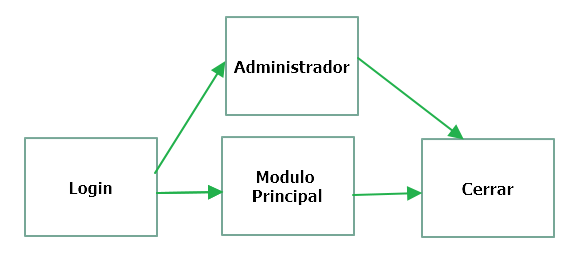 Administrador
Login
Modulo
Principal
Cerrar